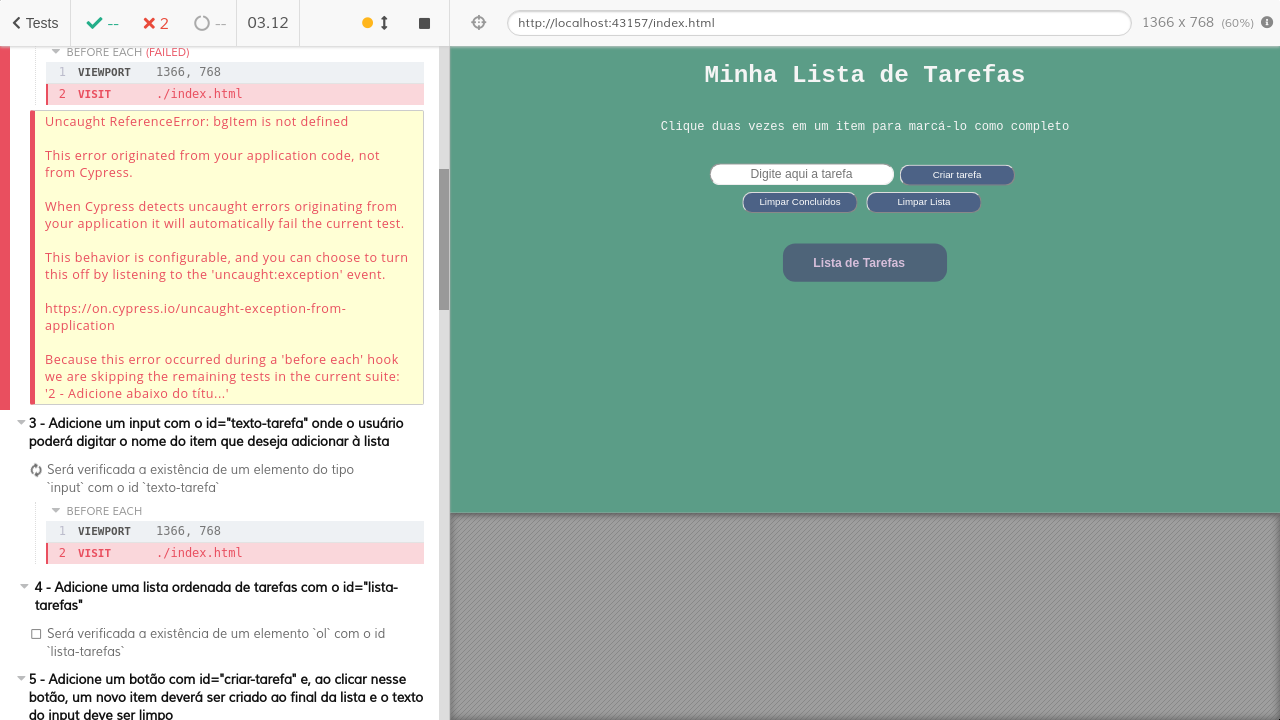 Tests
--
2
--
03.12
http://localhost:43157/index.html
1366 x 768 (60%)
BEFORE EACH (FAILED)
1 VIEWPORT 1366, 768
2 VISIT ./index.html
Uncaught ReferenceError: bgItem is not defined
This error originated from your application code, not
from Cypress.
When Cypress detects uncaught errors originating from
your application it will automatically fail the current test.
This behavior is configurable, and you can choose to turn
this off by listening to the 'uncaught:exception' event.
https://on.cypress.io/uncaught-exception-from-
application
Because this error occurred during a 'before each' hook
we are skipping the remaining tests in the current suite:
'2 - Adicione abaixo do títu...'
3 - Adicione um input com o id="texto-tarefa" onde o usuário
poderá digitar o nome do item que deseja adicionar à lista
Será verificada a existência de um elemento do tipo
`input` com o id `texto-tarefa`
BEFORE EACH
1 VIEWPORT 1366, 768
2 VISIT ./index.html
4 - Adicione uma lista ordenada de tarefas com o id="lista-
tarefas"
Será verificada a existência de um elemento `ol` com o id
`lista-tarefas`
5 - Adicione um botão com id="criar-tarefa" e, ao clicar nesse
botão, um novo item deverá ser criado ao final da lista e o texto
do input deve ser limpo
Minha Lista de Tarefas
Clique duas vezes em um item para marcá-lo como completo
Digite aqui a tarefa
Criar tarefa
Limpar Concluídos
Limpar Lista
Lista de Tarefas